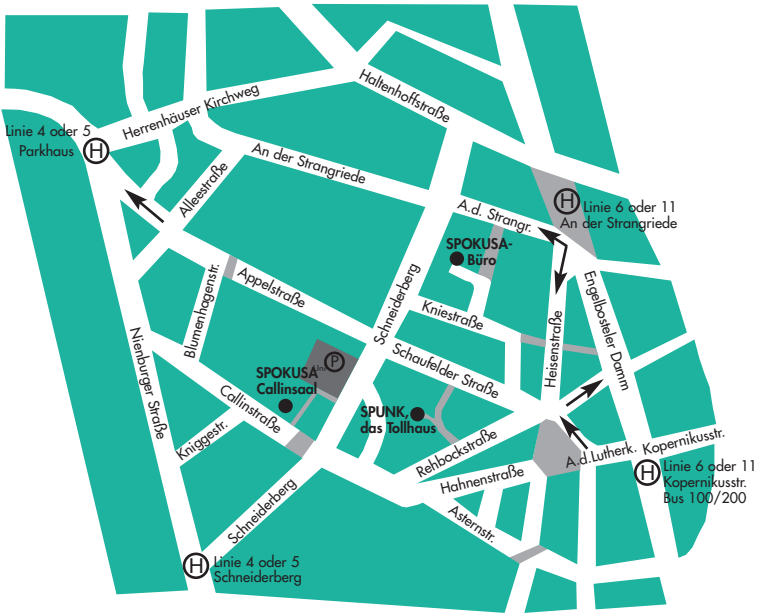 Haltenhoffstraße
Herrenhäuser Kirchweg
Linie 4 oder 5
Parkhaus
H
An der Strangriede
Alleestraße
A.d. Strangr.
H
Linie 6 oder 11
An der Strangriede
SPOKUSA-
Büro
Blumenhagenstr.
Appelstraße
Schneiderberg
Kniestraße
Engelbosteler Damm
Heisenstraße
Nienburger Straße
P
Schaufelder Straße
SPOKUSA
Callinsaal
Callinstraße
SPUNK,
das Tollhaus
Kniggestr.
Rehbockstraße
A.d.Lutherk.
Kopernikusstr.
Hahnenstraße
H
Linie 6 oder 11
Kopernikusstr.
Bus 100/200
Schneiderberg
Asternstr.
H
Linie 4 oder 5
Schneiderberg